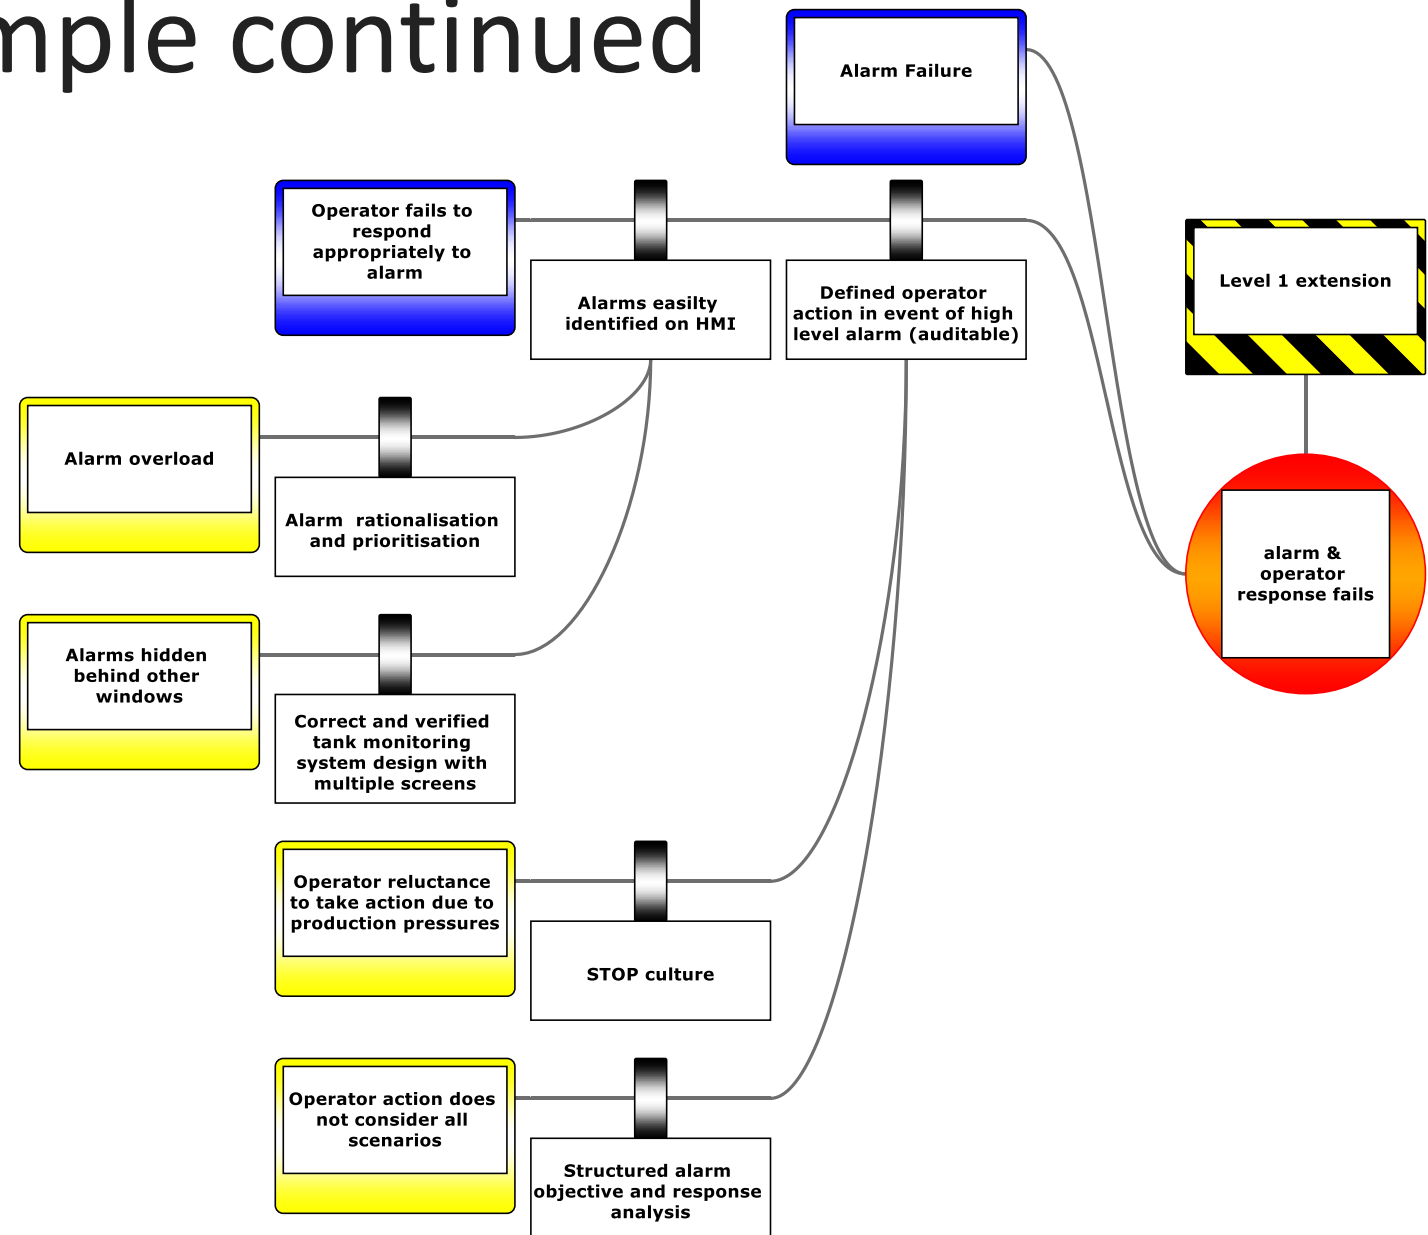 mple continued
Alarm Failure
Operator fails to
respond
appropriately to
alarm
Alarms easilty
identified on HMI
Defined operator
action in event of high
level alarm (auditable)
Level 1 extension
Alarm overload
Alarm  rationalisation
and prioritisation
alarm &
operator
response fails
Alarms hidden
behind other
windows
Correct and verified
tank monitoring
system design with
multiple screens
Operator reluctance
to take action due to
production pressures
STOP culture
Operator action does
not consider all
scenarios
Structured alarm
objective and response
analysis